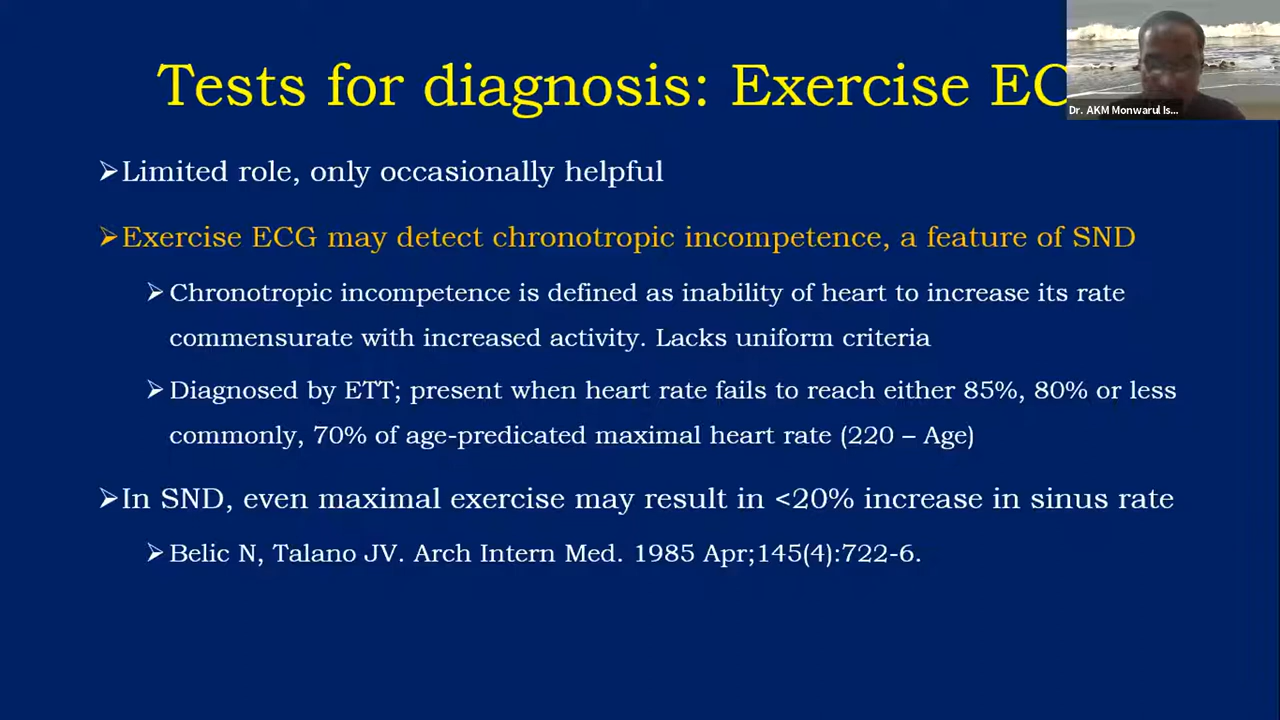 Tests for diagnosis: Exercise EC
Dr. AKM Monwarul Is...
➢Limited role, only occasionally helpful
➢Exercise ECG may detect chronotropic incompetence, a feature of SND
➢Chronotropic incompetence is defined as inability of heart to increase its rate
commensurate with increased activity. Lacks uniform criteria
➢Diagnosed by ETT; present when heart rate fails to reach either 85%, 80% or less
commonly, 70% of age-predicated maximal heart rate (220 – Age)
➢In SND, even maximal exercise may result in <20% increase in sinus rate
➢Belic N, Talano JV. Arch Intern Med. 1985 Apr;145(4):722-6.